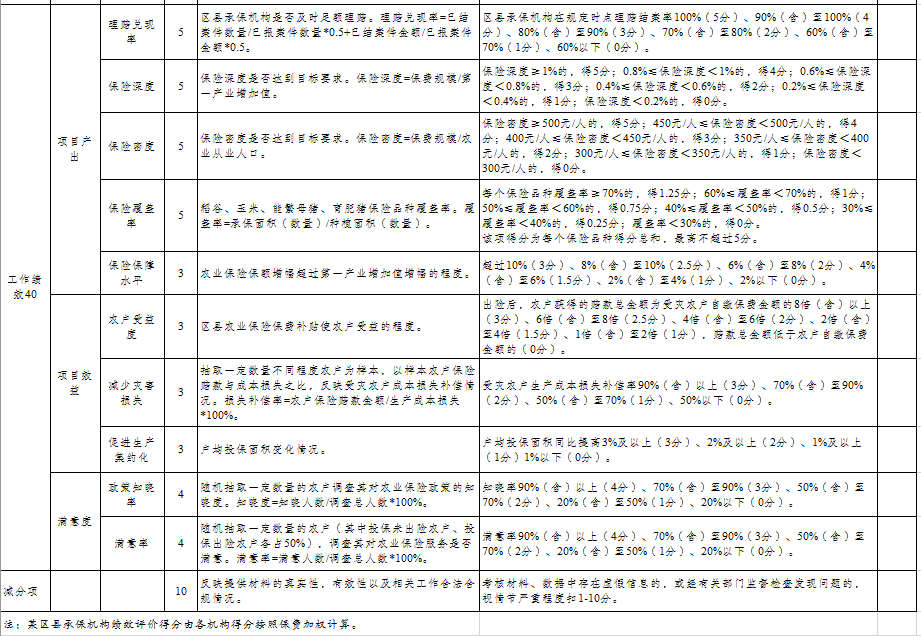 理赔兑现
率
5
区县承保机构是否及时足额理赔。理赔兑现率=已结
案件数量/已报案件数量*0.5+已结案件金额/已报案件
金额*0.5。
区县承保机构在规定时点理赔结案率100%（5分）、90%（含）至100%（4
分）、80%（含）至90%（3分）、70%（含）至80%（2分）、60%（含）至
70%（1分）、60%以下（0分）。
保险深度
5
保险深度是否达到目标要求。保险深度=保费规模/第
一产业增加值。
保险深度≥1%的，得5分；0.8%≤保险深度＜1%的，得4分；0.6%≤保险深
度＜0.8%的，得3分；0.4%≤保险深度＜0.6%的，得2分；0.2%≤保险深度
＜0.4%的，得1分；保险深度＜0.2%的，得0分。
项目产
出
保险密度
5
保险密度是否达到目标要求。保险密度=保费规模/农
业从业人口。
保险密度≥500元/人的，得5分；450元/人≤保险密度＜500元/人的，得4
分；400元/人≤保险密度＜450元/人的，得3分；350元/人≤保险密度＜400
元/人的，得2分；300元/人≤保险密度＜350元/人的，得1分；保险密度＜
300元/人的，得0分。
保险覆盖
率
5
稻谷、玉米、能繁母猪、育肥猪保险品种覆盖率。覆
盖率=承保面积（数量）/种植面积（数量）。
每个保险品种覆盖率≥70%的，得1.25分；60%≤覆盖率＜70%的，得1分；
50%≤覆盖率＜60%的，得0.75分；40%≤覆盖率＜50%的，得0.5分；30%≤
覆盖率＜40%的，得0.25分；覆盖率＜30%的，得0分。
该项得分为每个保险品种得分总和，最高不超过5分。
工作绩
效40
保险保障
水平
3
农业保险保额增幅超过第一产业增加值增幅的程度。
超过10%（3分）、8%（含）至10%（2.5分）、6%（含）至8%（2分）、4%
（含）至6%（1.5分）、2%（含）至4%（1分）、2%以下（0分）。
农户受益
度
3
区县农业保险保费补贴使农户受益的程度。
出险后，农户获得的赔款总金额为受灾农户自缴保费金额的8倍（含）以上
（3分）、6倍（含）至8倍（2.5分）、4倍（含）至6倍（2分）、2倍（含）
至4倍（1.5分）、1倍（含）至2倍（1分），赔款总金额低于农户自缴保费
金额的（0分）。
项目效
益
减少灾害
损失
3
抽取一定数量不同程度农户为样本，以样本农户保险
赔款与成本损失之比，反映受灾农户成本损失补偿情
况。损失补偿率=农户保险赔款金额/生产成本损失
*100%。
受灾农户生产成本损失补偿率90%（含）以上（3分）、70%（含）至90%
（2分）、50%（含）至70%（1分）、50%以下（0分）。
促进生产
集约化
3
户均投保面积变化情况。
户均投保面积同比提高3%及以上（3分）、2%及以上（2分）、1%及以上
（1分）1%以下（0分）。
满意度
政策知晓
率
4
随机抽取一定数量的农户调查其对农业保险政策的知
晓度。知晓度=知晓人数/调查总人数*100%。
知晓率90%（含）以上（4分）、70%（含）至90%（3分）、50%（含）至
70%（2分）、20%（含）至50%（1分）、20%以下（0分）。
满意率
4
随机抽取一定数量的农户（其中投保未出险农户、投
保出险农户各占50%），调查其对农业保险服务是否
满意。满意率=满意人数/调查总人数*100%。
满意率90%（含）以上（4分）、70%（含）至90%（3分）、50%（含）至
70%（2分）、20%（含）至50%（1分）、20%以下（0分）。
减分项
10
反映提供材料的真实性，有效性以及相关工作合法合
规情况。
考核材料、数据中存在虚假信息的，或经有关部门监督检查发现问题的，
视情节严重程度扣1-10分。
注：某区县承保机构绩效评价得分由各机构得分按照保费加权计算。